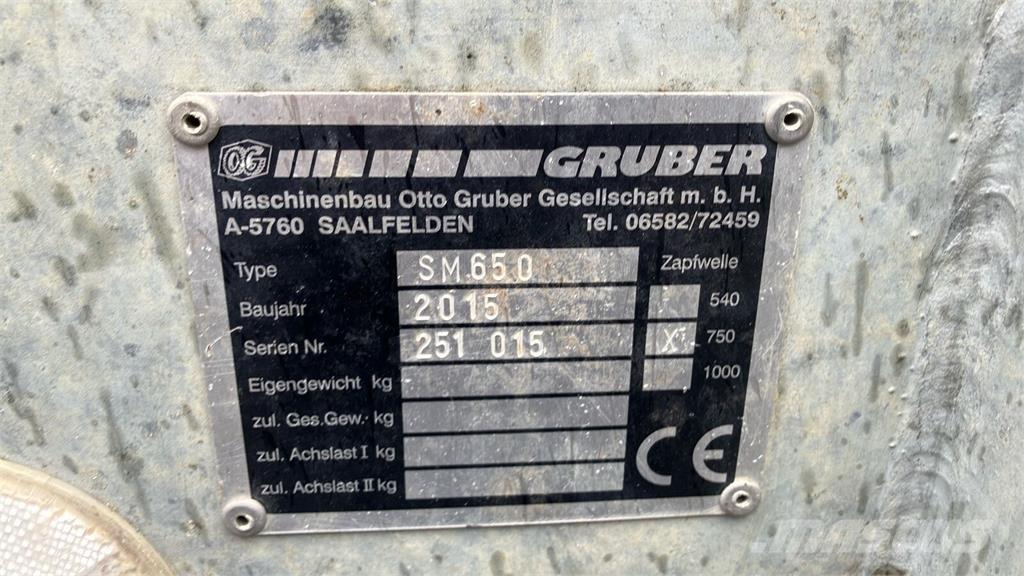 OG GRUBER
Maschinenbau Otto Gruber Gesellschaft m. b. H.
A-5760 SAALFELDEN Tel. 06582/72459
Type SM650 Zapfwelle
Baujahr 2015 540
Serien Nr. 251 015 X 750
Eigengewicht kg 1000
zul. Ges.Gew. kg
zul. Achslast I kg
zul. Achslast II kg
CE
MASCUS